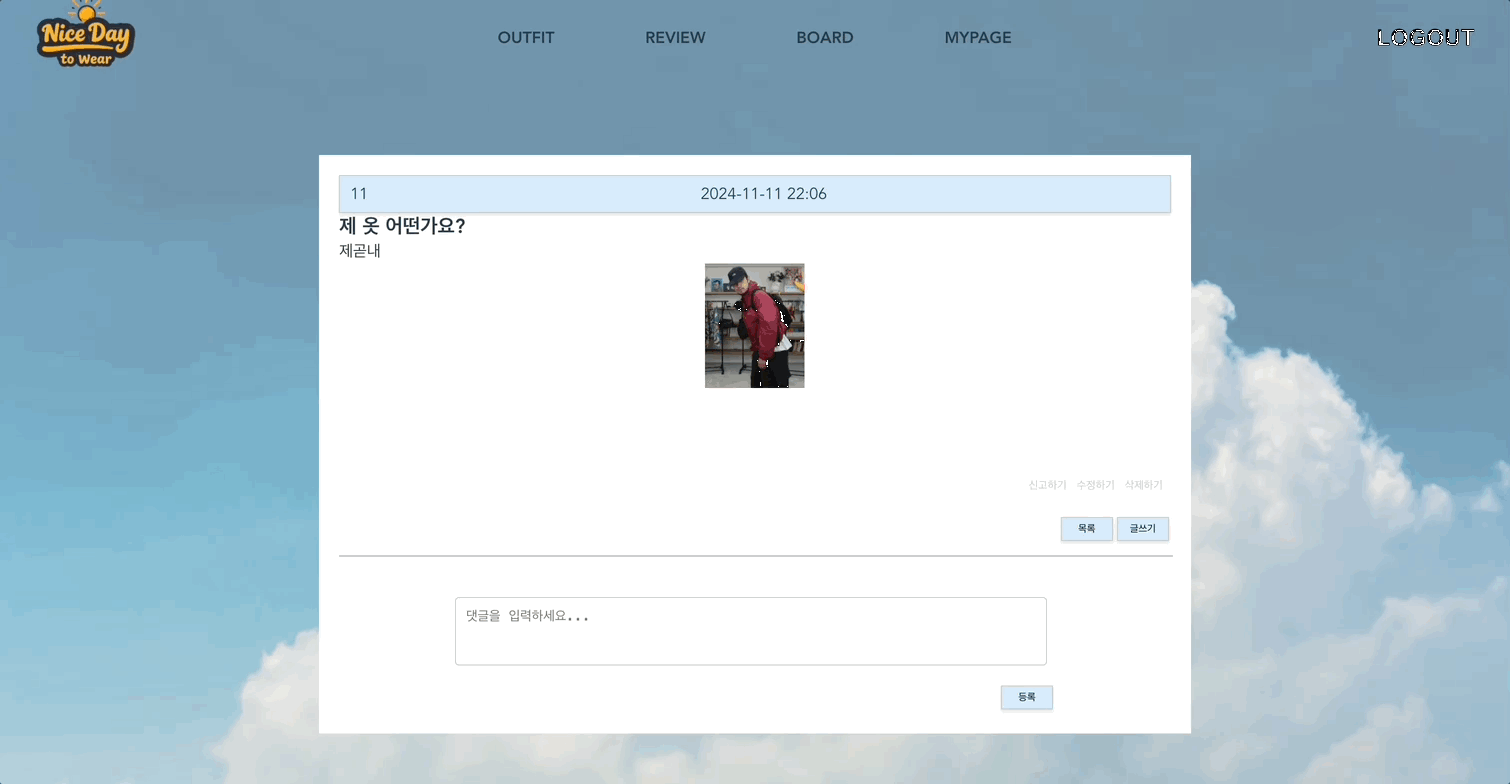 Nice Day
to Wear
OUTFIT REVIEW BOARD MYPAGE LOGOUT
11 2024-11-11 22:06
제 옷 어떤가요?
제곧내
신고하기 수정하기 삭제하기
목록 글쓰기
댓글을 입력하세요...
등록